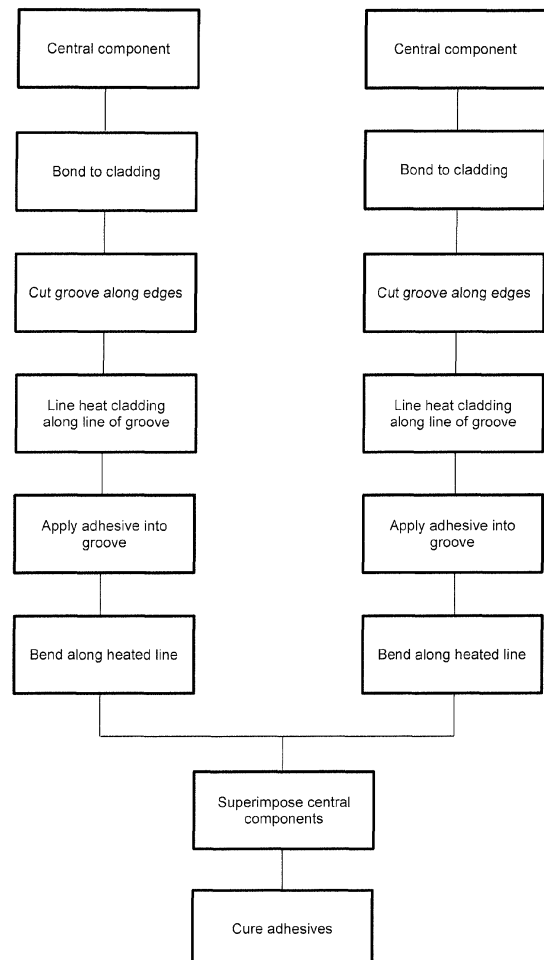 Central component
Bond to cladding
Cut groove along edges
Line heat cladding
along line of groove
Apply adhesive into
groove
Bend along heated line
Central component
Bond to cladding
Cut groove along edges
Line heat cladding
along line of groove
Apply adhesive into
groove
Bend along heated line
Superimpose central
components
Cure adhesives